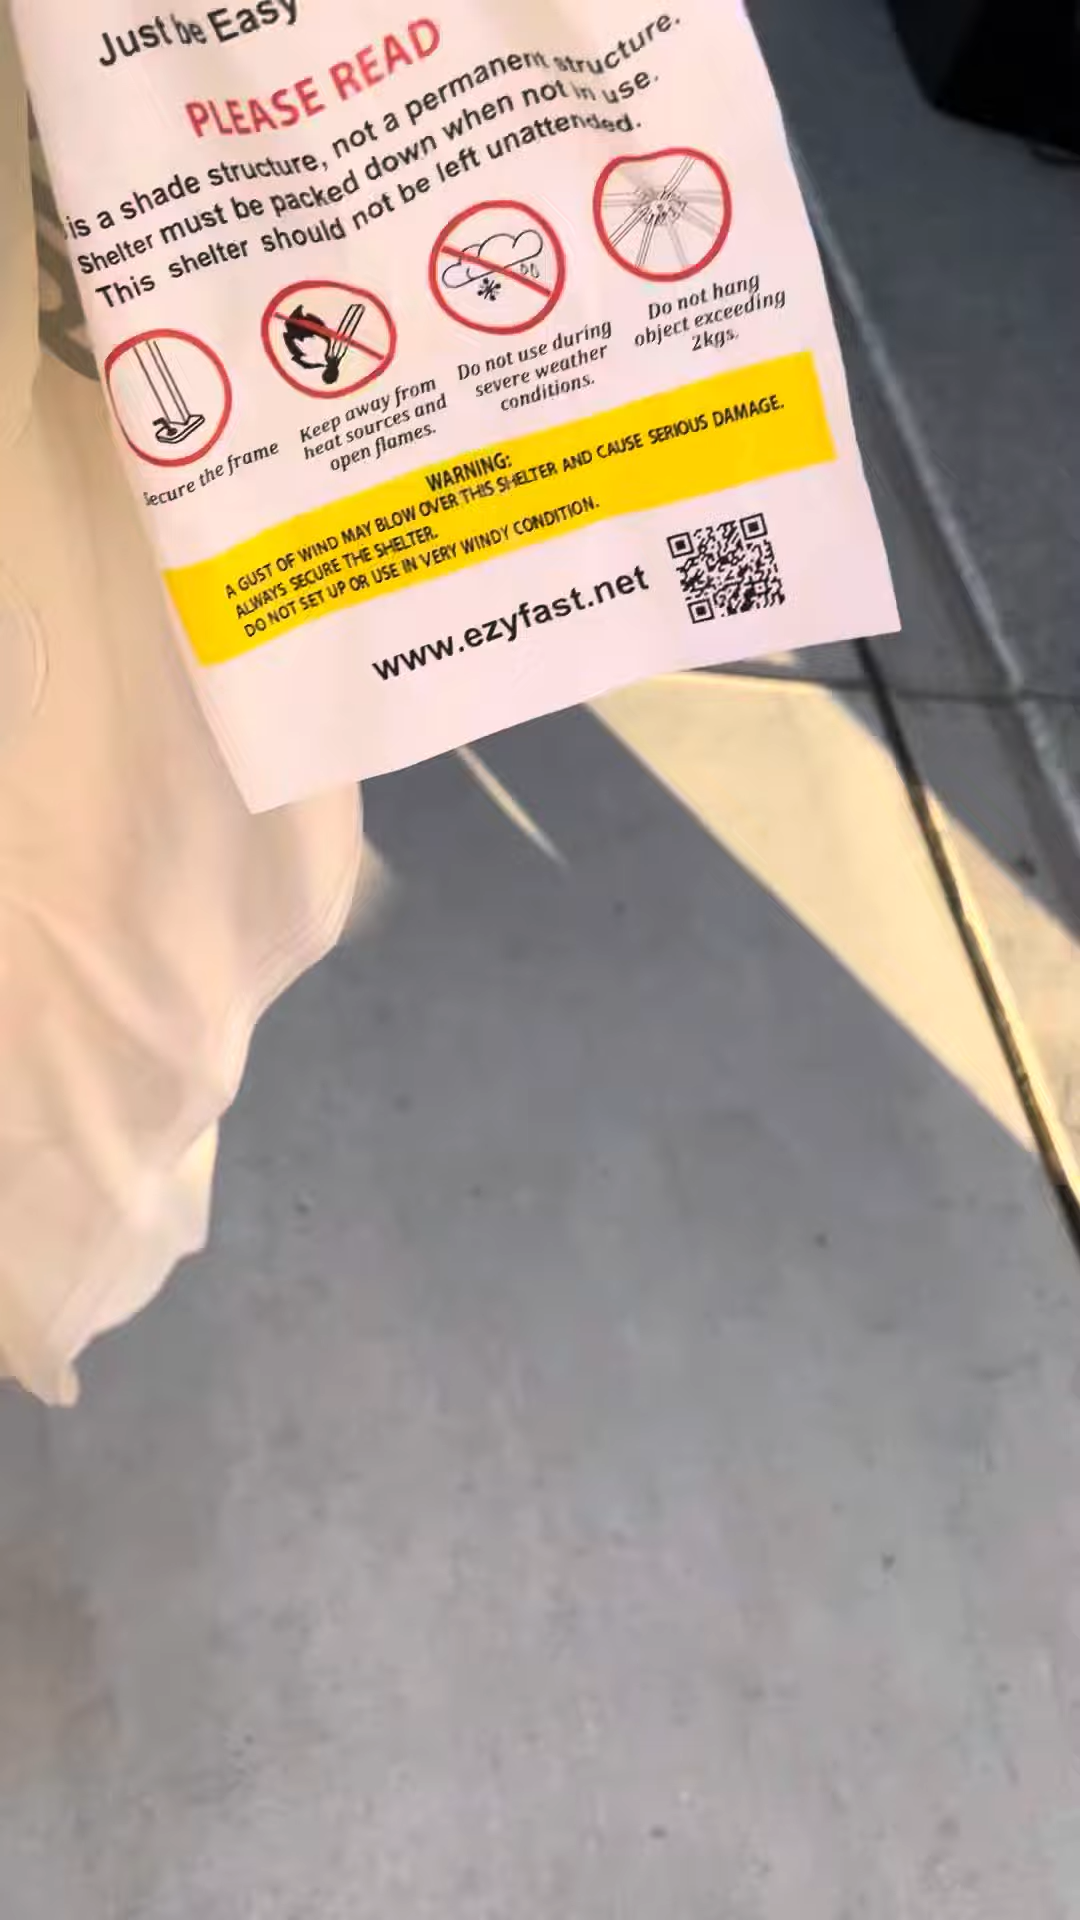 Just be Easy
PLEASE READ
is a shade structure, not a permanent structure.
Shelter must be packed down when not in use.
This shelter should not be left unattended.
Secure the frame
Keep away from
heat sources and
open flames.
Do not use during
severe weather
conditions.
Do not hang
object exceeding
2kgs.
WARNING:
A GUST OF WIND MAY BLOW OVER THIS SHELTER AND CAUSE SERIOUS DAMAGE.
ALWAYS SECURE THE SHELTER.
DO NOT SET UP OR USE IN VERY WINDY CONDITION.
www.ezyfast.net